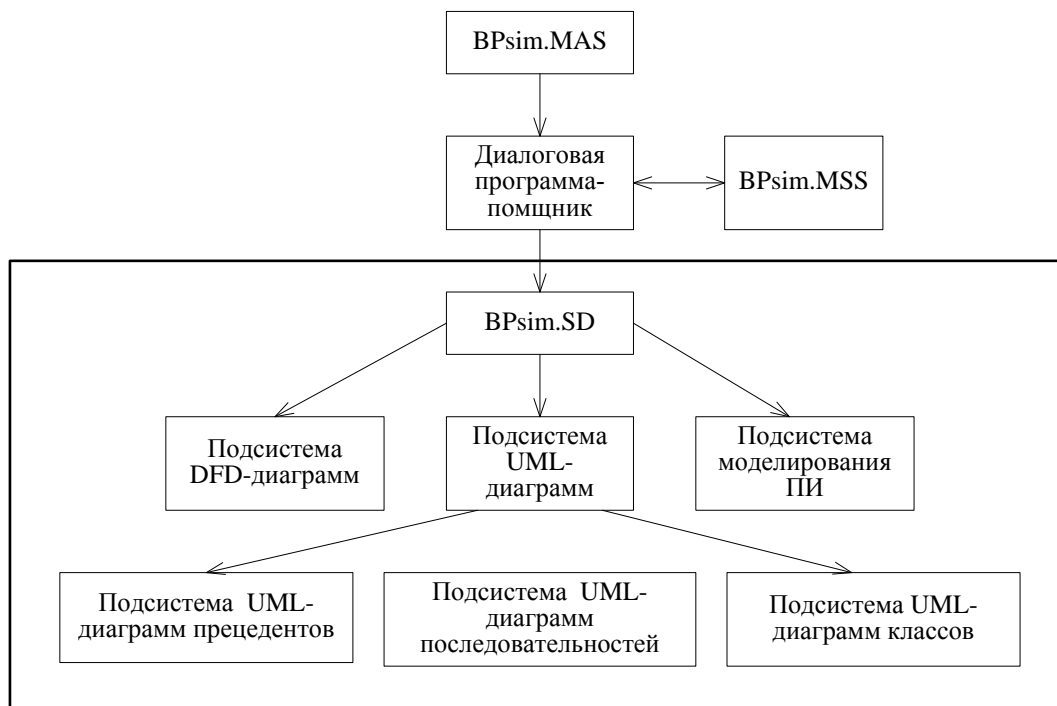 BPsim.MAS
Диалоговая
программа-
помщник
BPsim.MSS
BPsim.SD
Подсистема
DFD-диаграмм
Подсистема
UML-
диаграмм
Подсистема
моделирования
ПИ
Подсистема UML-
диаграмм прецедентов
Подсистема UML-
диаграмм
последовательностей
Подсистема UML-
диаграмм классов